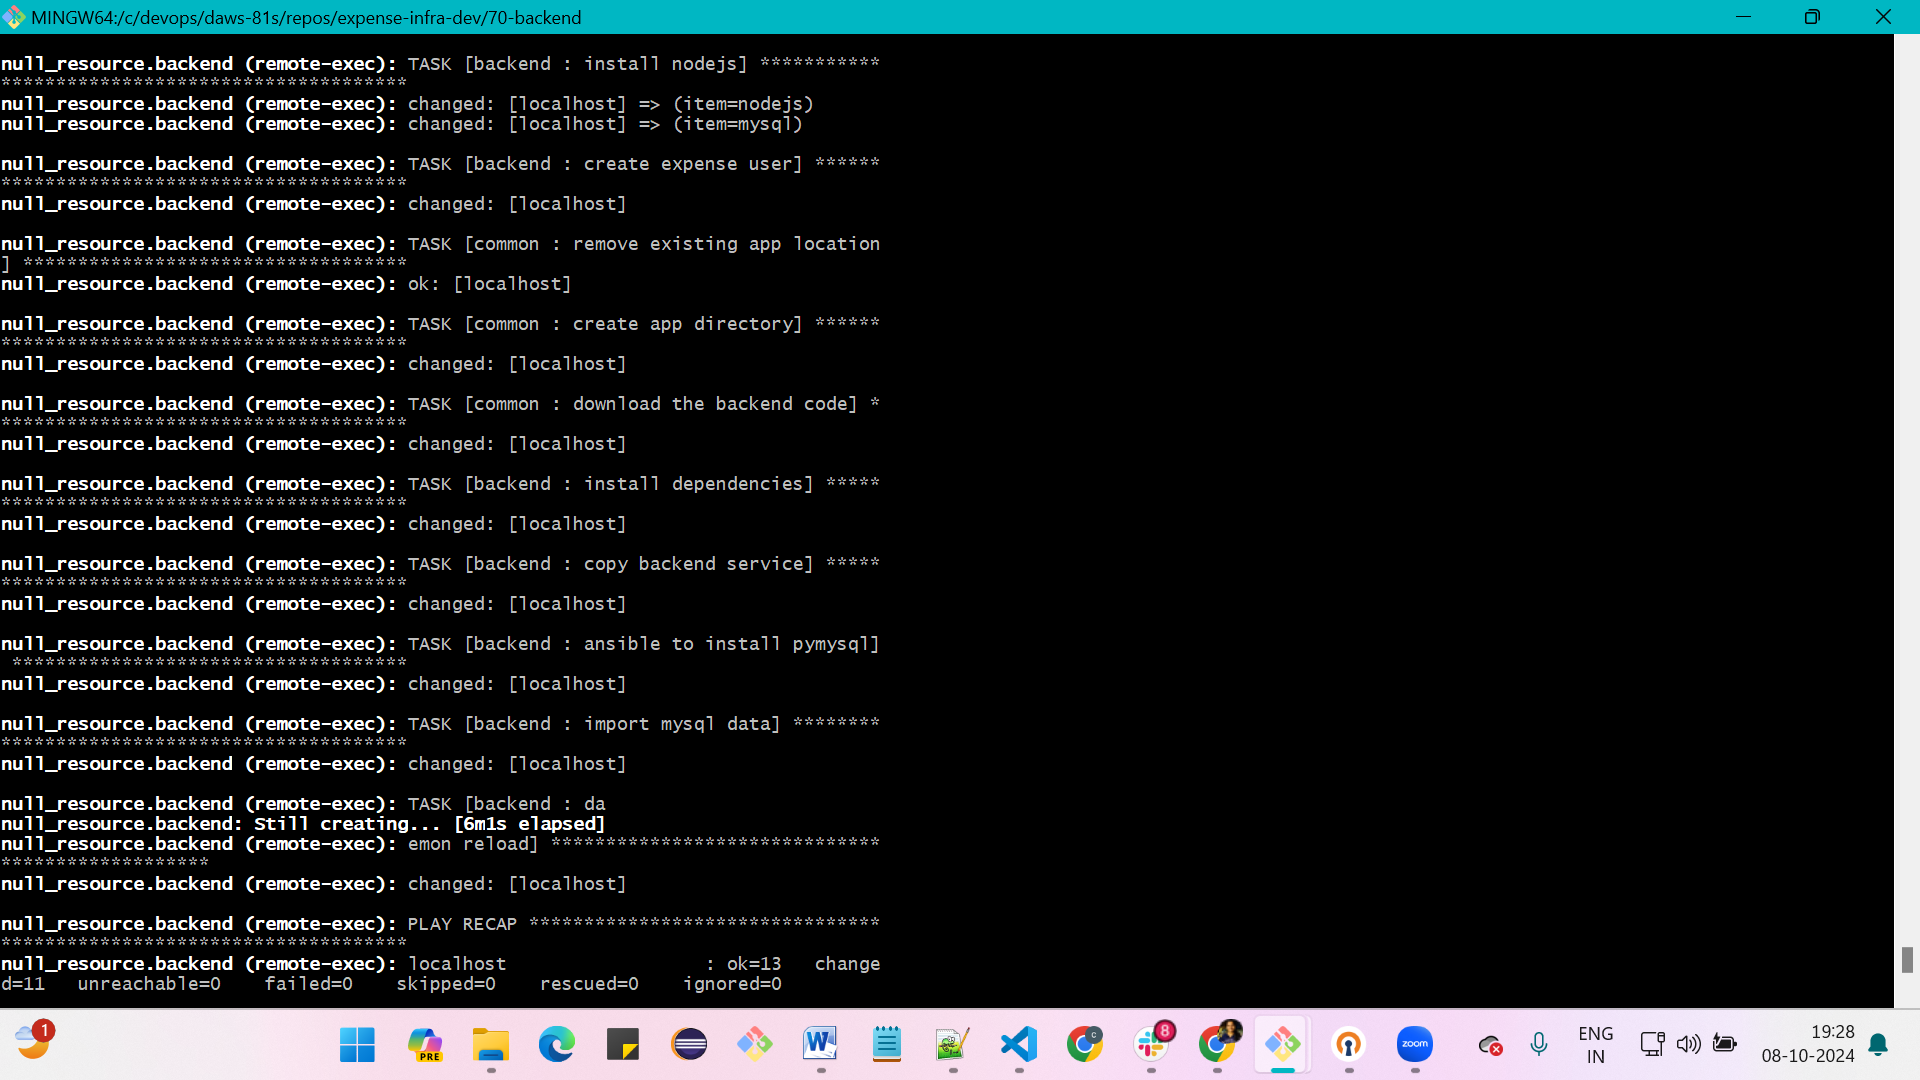 MINGW64:/c/devops/daws-81s/repos/expense-infra-dev/70-backend
null_resource.backend (remote-exec): TASK [backend : install nodejs] ***********
*************************************
null_resource.backend (remote-exec): changed: [localhost] => (item=nodejs)
null_resource.backend (remote-exec): changed: [localhost] => (item=mysql)
null_resource.backend (remote-exec): TASK [backend : create expense user] ******
*************************************
null_resource.backend (remote-exec): changed: [localhost]
null_resource.backend (remote-exec): TASK [common : remove existing app location
] ***********************************
null_resource.backend (remote-exec): ok: [localhost]
null_resource.backend (remote-exec): TASK [common : create app directory] ******
*************************************
null_resource.backend (remote-exec): changed: [localhost]
null_resource.backend (remote-exec): TASK [common : download the backend code] *
*************************************
null_resource.backend (remote-exec): changed: [localhost]
null_resource.backend (remote-exec): TASK [backend : install dependencies] *****
*************************************
null_resource.backend (remote-exec): changed: [localhost]
null_resource.backend (remote-exec): TASK [backend : copy backend service] *****
*************************************
null_resource.backend (remote-exec): changed: [localhost]
null_resource.backend (remote-exec): TASK [backend : ansible to install pymysql]
 ************************************
null_resource.backend (remote-exec): changed: [localhost]
null_resource.backend (remote-exec): TASK [backend : import mysql data] ********
*************************************
null_resource.backend (remote-exec): changed: [localhost]
null_resource.backend (remote-exec): TASK [backend : da
null_resource.backend: Still creating... [6m1s elapsed]
null_resource.backend (remote-exec): emon reload] ******************************
*******************
null_resource.backend (remote-exec): changed: [localhost]
null_resource.backend (remote-exec): PLAY RECAP ********************************
*************************************
null_resource.backend (remote-exec): localhost                  : ok=13   change
d=11   unreachable=0    failed=0    skipped=0    rescued=0    ignored=0
1
PRE
W
c
8
zoom
ENG
IN
19:28
08-10-2024